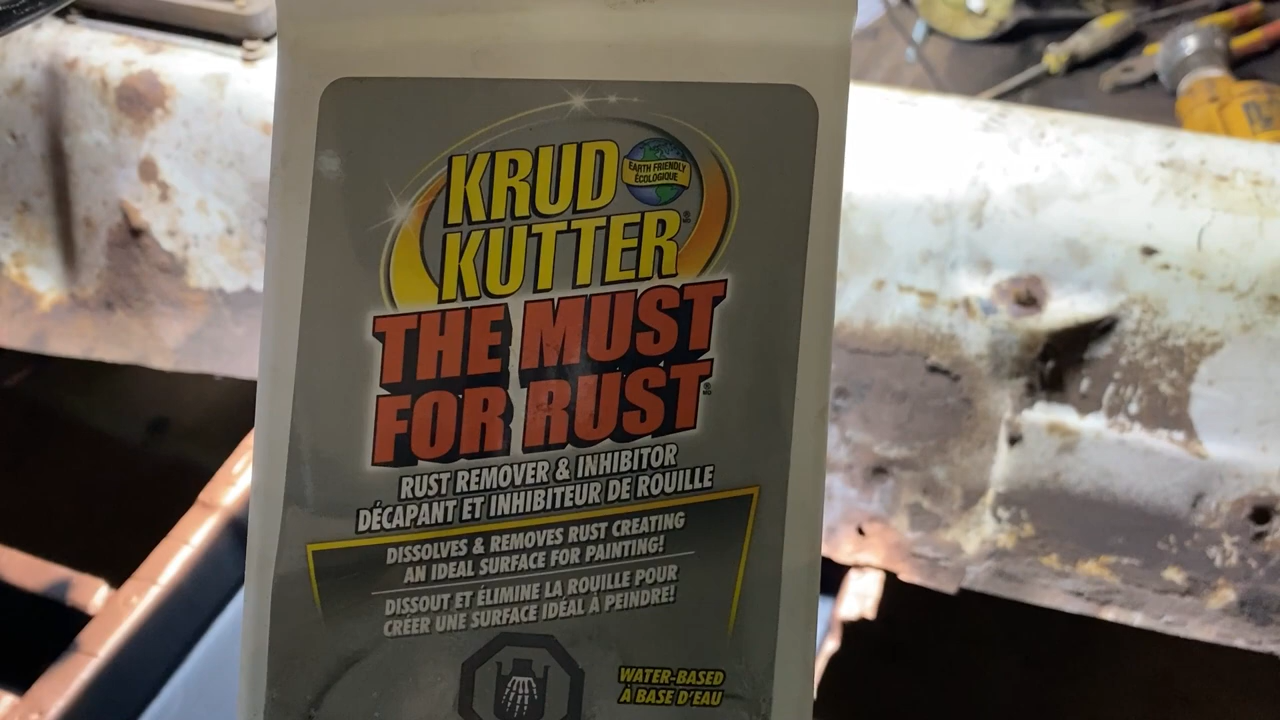 KRUD
EARTH FRIENDLY
ÉCOLOGIQUE
KUTTER
THE MUST
FOR RUST
RUST REMOVER & INHIBITOR
DÉCAPANT ET INHIBITEUR DE ROUILLE
DISSOLVES & REMOVES RUST CREATING
AN IDEAL SURFACE FOR PAINTING!
DISSOUT ET ÉLIMINE LA ROUILLE POUR
CRÉER UNE SURFACE IDÉAL À PEINDRE!
WATER-BASED
À BASE D'EAU